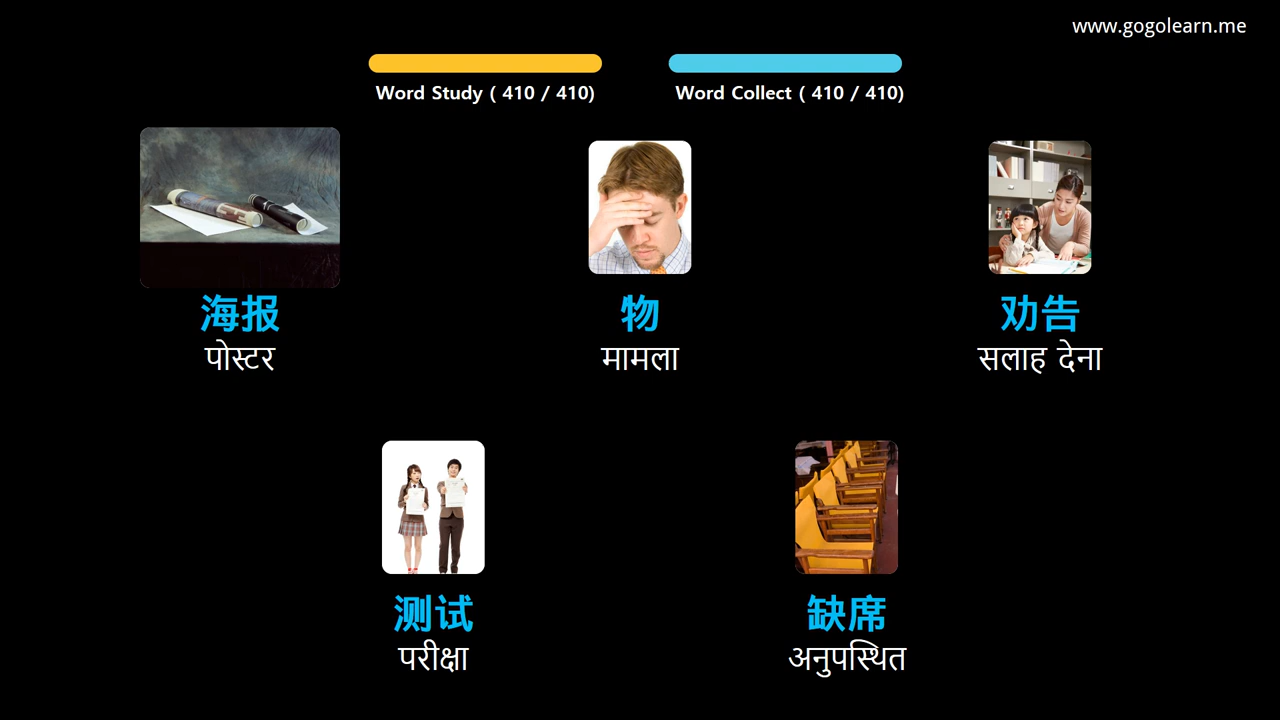 www.gogolearn.me
Word Study ( 410 / 410)
Word Collect ( 410 / 410)
海报
पोस्टर
物
मामला
劝告
सलाह देना
测试
परीक्षा
缺席
अनुपस्थित